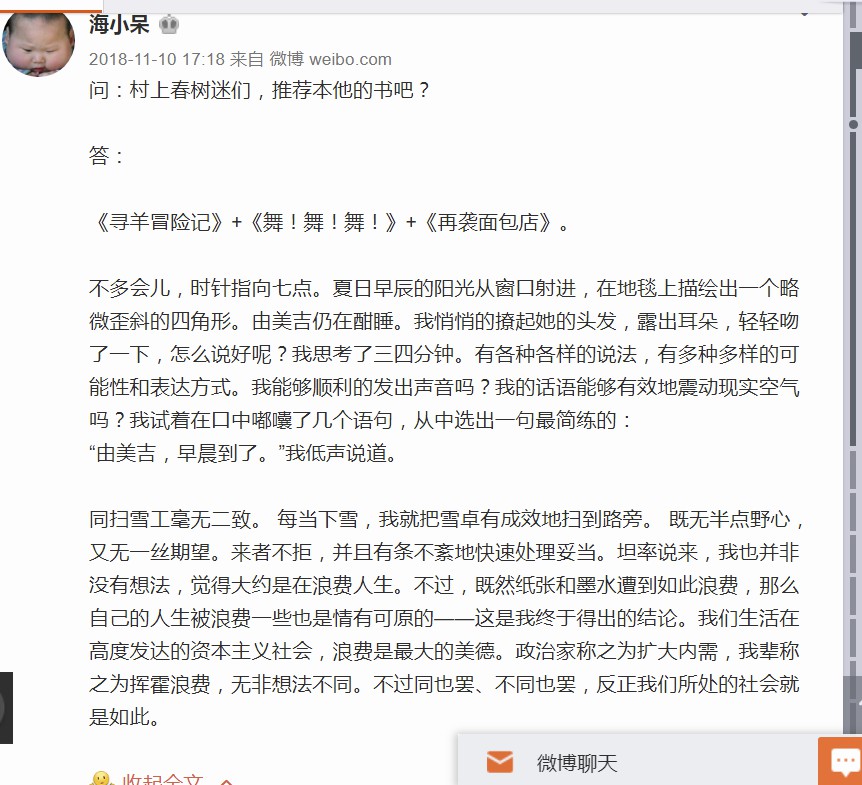 海小呆
2018-11-10 17:18 来自 微博 weibo.com
问：村上春树迷们，推荐本他的书吧？
答：
《寻羊冒险记》+《舞！舞！舞！》+《再袭面包店》。
不多会儿，时针指向七点。夏日早辰的阳光从窗口射进，在地毯上描绘出一个略
微歪斜的四角形。由美吉仍在酣睡。我悄悄的撩起她的头发，露出耳朵，轻轻吻
了一下，怎么说好呢？我思考了三四分钟。有各种各样的说法，有多种多样的可
能性和表达方式。我能够顺利的发出声音吗？我的话语能够有效地震动现实空气
吗？我试着在口中嘟囔了几个语句，从中选出一句最简练的：
“由美吉，早晨到了。”我低声说道。
同扫雪工毫无二致。 每当下雪，我就把雪卓有成效地扫到路旁。 既无半点野心，
又无一丝期望。来者不拒，并且有条不紊地快速处理妥当。坦率说来，我也并非
没有想法，觉得大约是在浪费人生。不过，既然纸张和墨水遭到如此浪费，那么
自己的人生被浪费一些也是情有可原的——这是我终于得出的结论。我们生活在
高度发达的资本主义社会，浪费是最大的美德。政治家称之为扩大内需，我辈称
之为挥霍浪费，无非想法不同。不过同也罢、不同也罢，反正我们所处的社会就
是如此。
微博聊天
收起全文